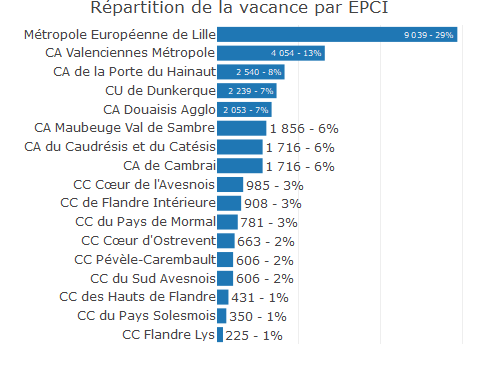 Répartition de la vacance par EPCI
Métropole Européenne de Lille 9 039 - 29%
CA Valenciennes Métropole 4 054 - 13%
CA de la Porte du Hainaut 2 540 - 8%
CU de Dunkerque 2 239 - 7%
CA Douaisis Agglo 2 053 - 7%
CA Maubeuge Val de Sambre 1 856 - 6%
CA du Caudrésis et du Catésis 1 716 - 6%
CA de Cambrai 1 716 - 6%
CC Cœur de l'Avesnois 985 - 3%
CC de Flandre Intérieure 908 - 3%
CC du Pays de Mormal 781 - 3%
CC Cœur d'Ostrevent 663 - 2%
CC Pévèle-Carembault 606 - 2%
CC du Sud Avesnois 606 - 2%
CC des Hauts de Flandre 431 - 1%
CC du Pays Solesmois 350 - 1%
CC Flandre Lys 225 - 1%